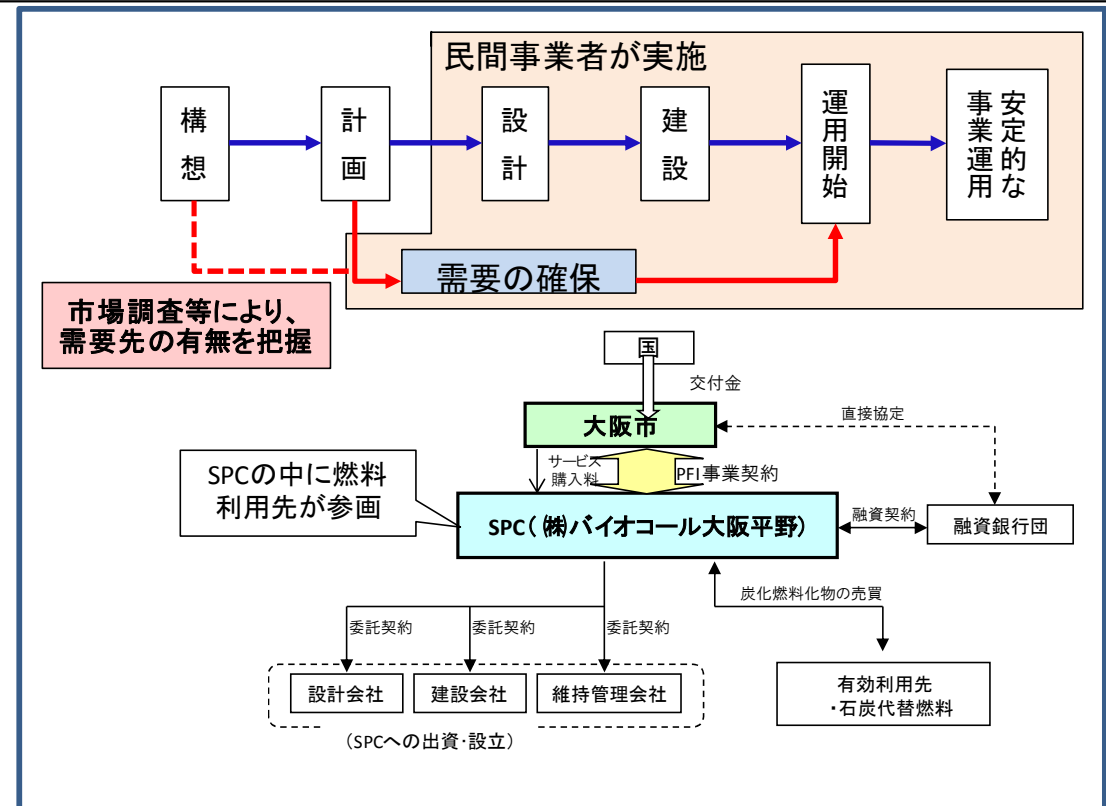 民間事業者が実施
構想
計画
設計
建設
運用開始
安定的な
事業運用
需要の確保
市場調査等により、
需要先の有無を把握
国
交付金
大阪市
直接協定
サービス
購入料
PFI事業契約
SPCの中に燃料
利用先が参画
SPC(㈱バイオコール大阪平野)
融資契約
融資銀行団
炭化燃料化物の売買
委託契約
委託契約
委託契約
設計会社
建設会社
維持管理会社
有効利用先
・石炭代替燃料
(SPCへの出資・設立)